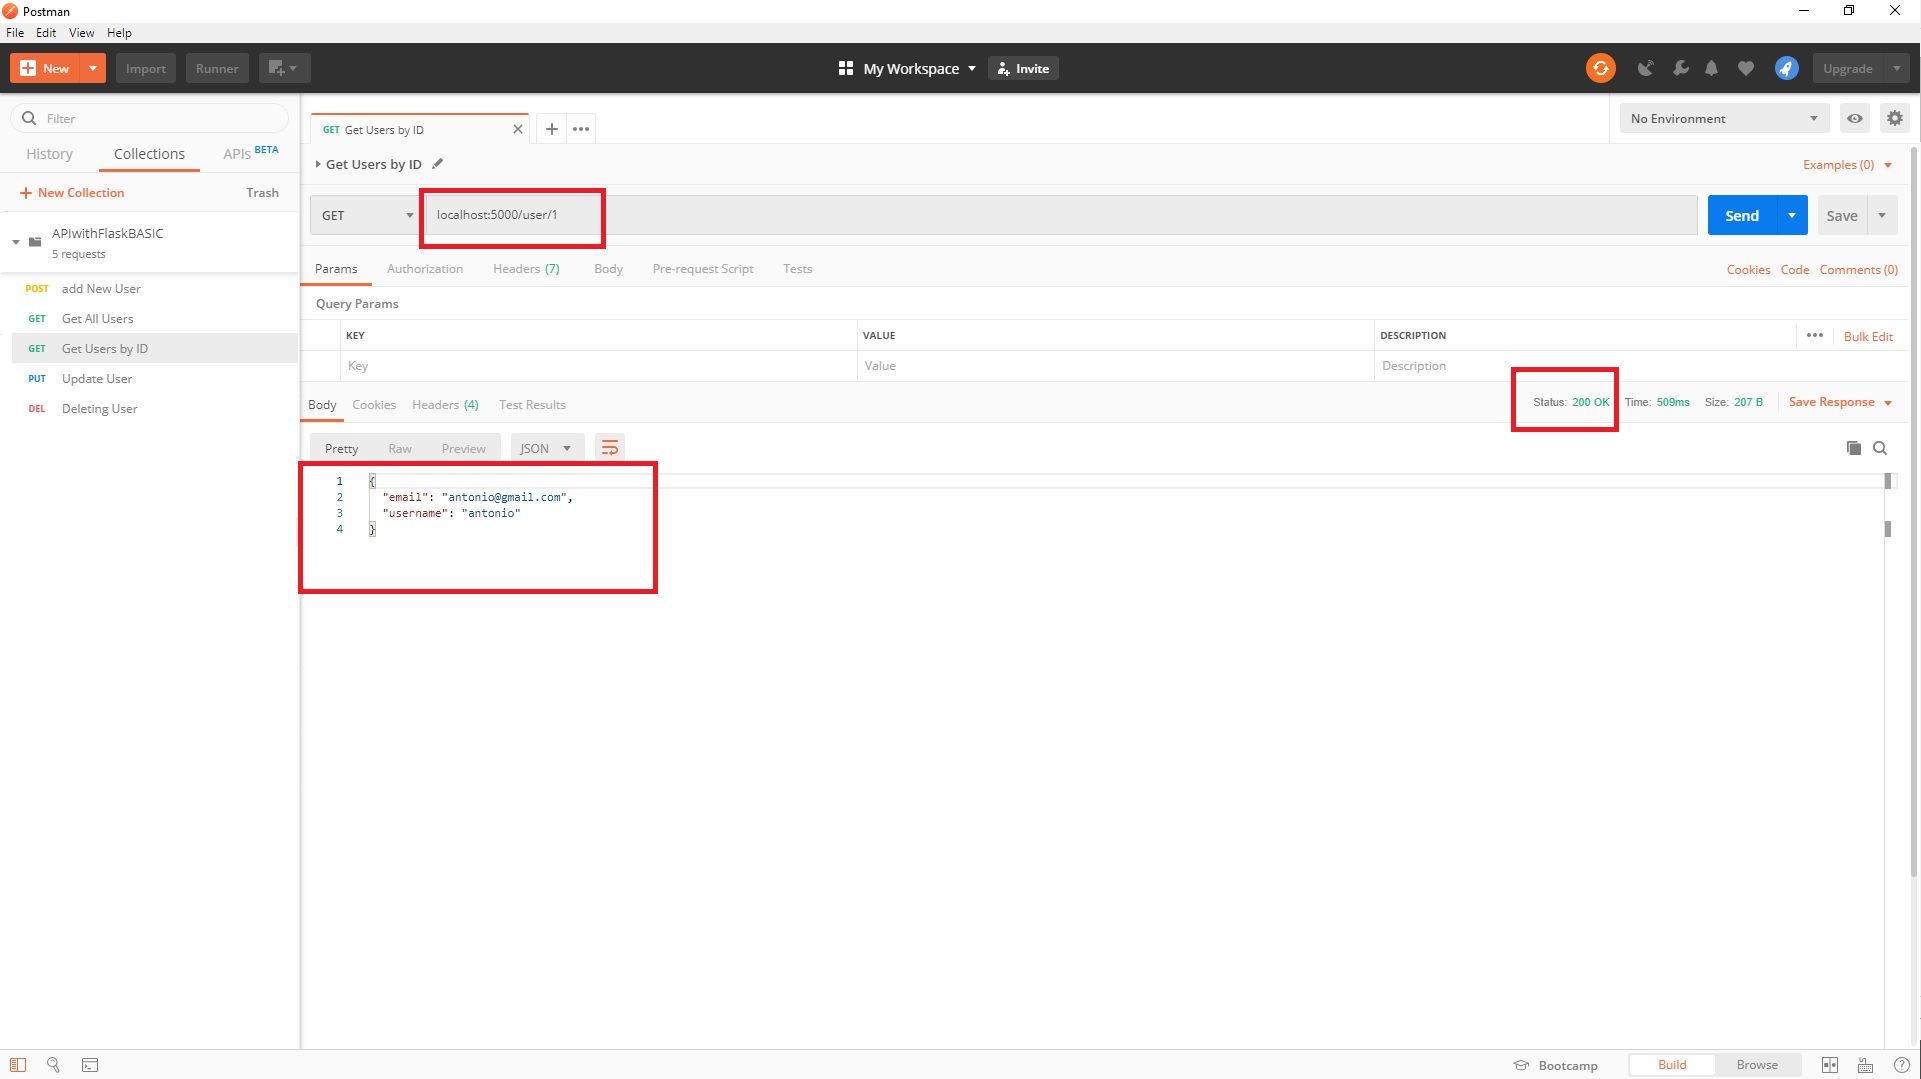 Postman
File Edit View Help
New Import Runner My Workspace Invite Upgrade
Filter
History Collections APIs BETA
New Collection Trash
APIwithFlaskBASIC
5 requests
POST add New User
GET Get All Users
GET Get Users by ID
PUT Update User
DEL Deleting User
GET Get Users by ID
No Environment
Get Users by ID
Examples (0)
GET localhost:5000/user/1 Send Save
Params Authorization Headers (7) Body Pre-request Script Tests Cookies Code Comments (0)
Query Params
KEY VALUE DESCRIPTION Bulk Edit
Key Value Description
Body Cookies Headers (4) Test Results Status: 200 OK Time: 509ms Size: 207 B Save Response
Pretty Raw Preview JSON
1 {
2 "email": "antonio@gmail.com",
3 "username": "antonio"
4 }
Bootcamp Build Browse